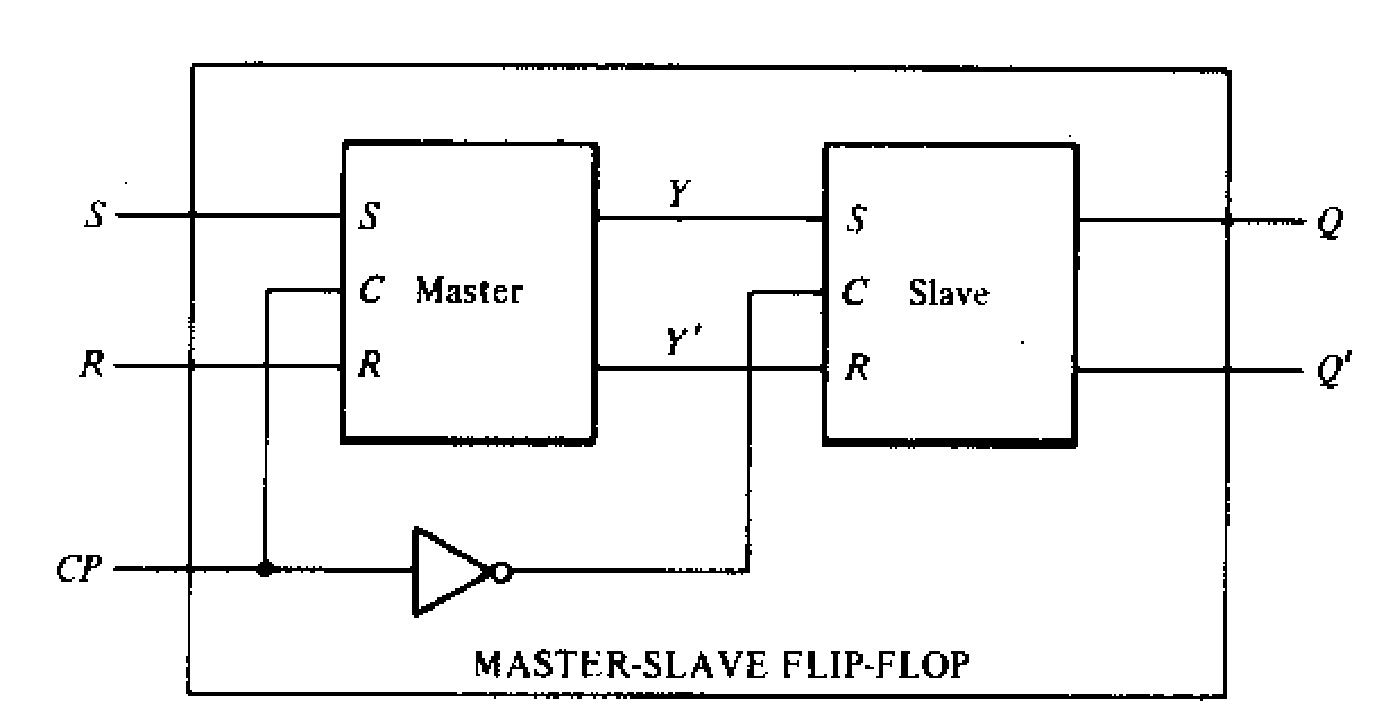 Y
S S S Q
C Master C Slave
Y'
R R R Q'
CP
MASTER-SLAVE FLIP-FLOP